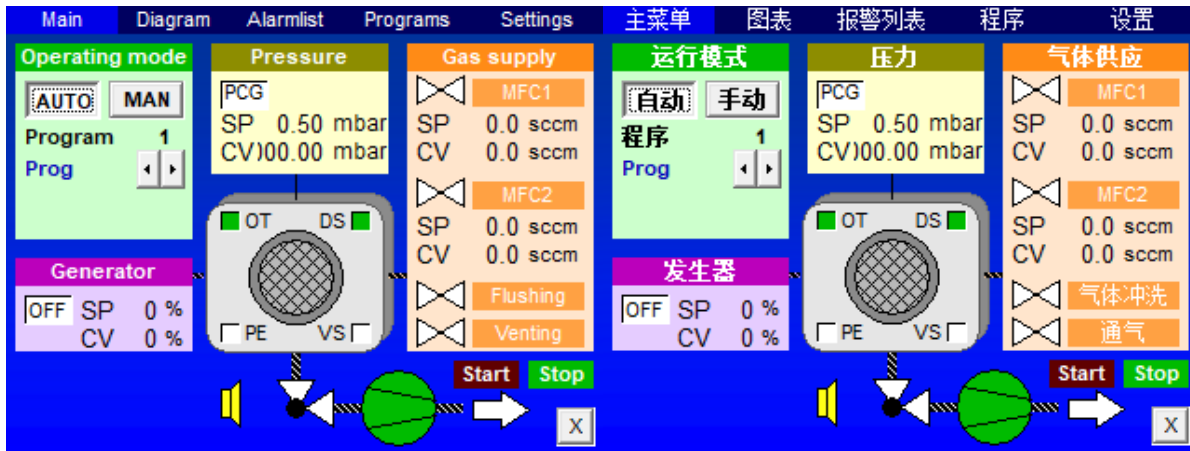 Main Diagram Alarmlist Programs Settings
Operating mode
AUTO MAN
Program 1
Prog
Pressure
PCG
SP 0.50 mbar
CV)00.00 mbar
Gas supply
MFC1
SP 0.0 sccm
CV 0.0 sccm
MFC2
SP 0.0 sccm
CV 0.0 sccm
Flushing
Venting
OT DS
PE VS
Generator
OFF SP 0 %
CV 0 %
Start Stop
X
主菜单 图表 报警列表 程序 设置
运行模式
自动 手动
程序 1
Prog
压力
PCG
SP 0.50 mbar
CV)00.00 mbar
气体供应
MFC1
SP 0.0 sccm
CV 0.0 sccm
MFC2
SP 0.0 sccm
CV 0.0 sccm
气体冲洗
通气
OT DS
PE VS
发生器
OFF SP 0 %
CV 0 %
Start Stop
X